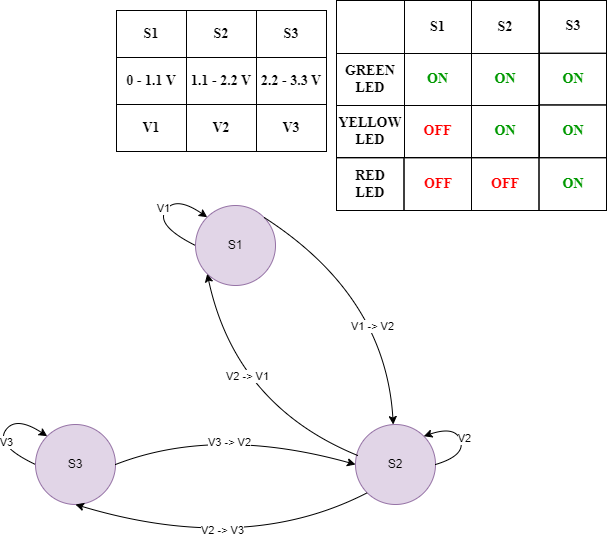 S1 S2 S3
0 - 1.1 V 1.1 - 2.2 V 2.2 - 3.3 V
V1 V2 V3
S1 S2 S3
GREEN
LED ON ON ON
YELLOW
LED OFF ON ON
RED
LED OFF OFF ON
V1
S1
V1 -> V2
V2 -> V1
V3
S3
V3 -> V2
S2
V2
V2 -> V3